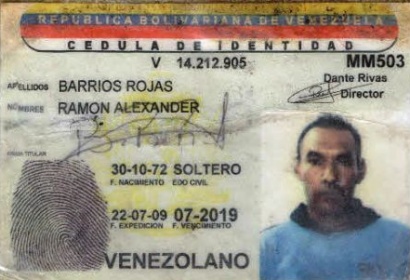 REPUBLICA BOLIVARIANA DE VENEZUELA
CEDULA DE IDENTIDAD
V 14.212.905 MM503
Dante Rivas
Director
APELLIDOS BARRIOS ROJAS
NOMBRES RAMON ALEXANDER
TITULAR
30-10-72 SOLTERO
F. NACIMIENTO EDO CIVIL
22-07-09 07-2019
F. EXPEDICION F. VENCIMIENTO
VENEZOLANO